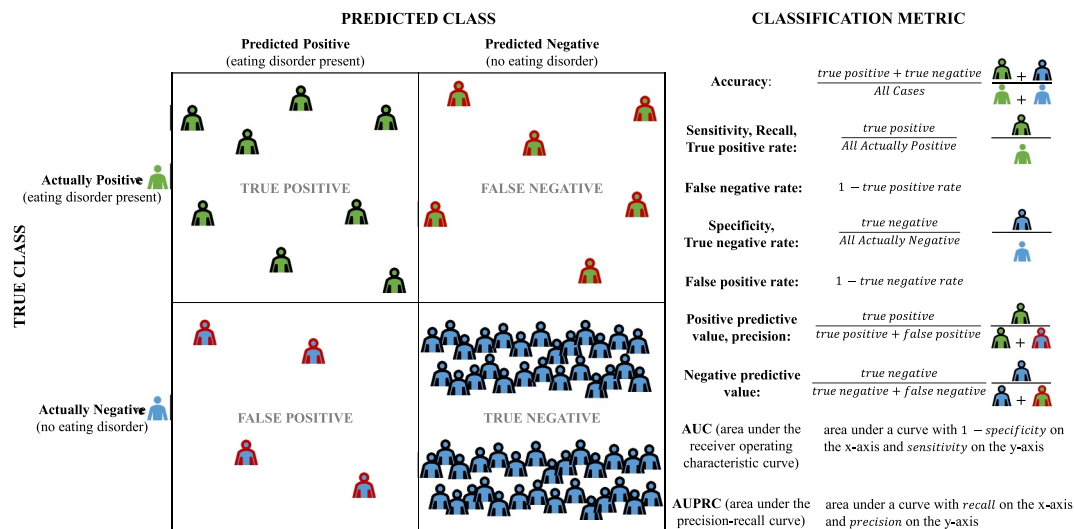 PREDICTED CLASS
Predicted Positive
(eating disorder present)
Predicted Negative
(no eating disorder)
TRUE CLASS
Actually Positive
(eating disorder present)
TRUE POSITIVE
FALSE NEGATIVE
Actually Negative
(no eating disorder)
FALSE POSITIVE
TRUE NEGATIVE
CLASSIFICATION METRIC
Accuracy:
true positive + true negative
All Cases
+
+
Sensitivity, Recall,
True positive rate:
true positive
All Actually Positive
False negative rate:
1 − true positive rate
Specificity,
True negative rate:
true negative
All Actually Negative
False positive rate:
1 − true negative rate
Positive predictive
value, precision:
true positive
true positive + false positive
+
Negative predictive
value:
true negative
true negative + false negative
+
AUC (area under the
receiver operating
characteristic curve)
area under a curve with 1 − specificity on
the x-axis and sensitivity on the y-axis
AUPRC (area under the
precision-recall curve)
area under a curve with recall on the x-axis
and precision on the y-axis